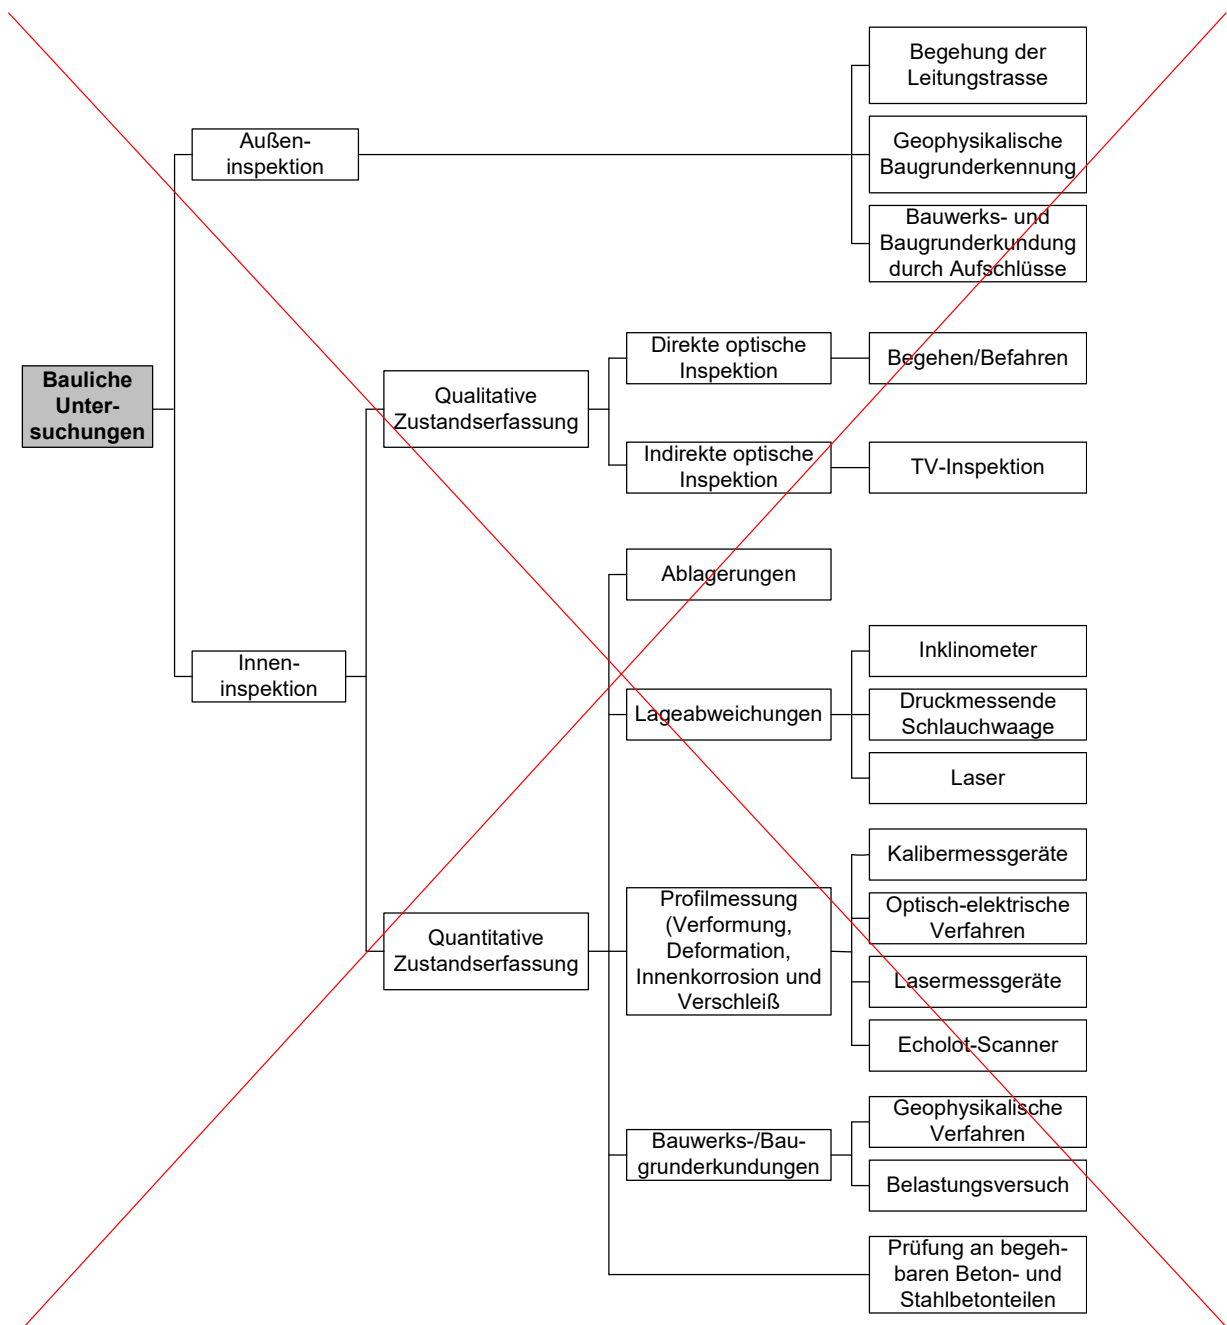 Begehung der
Leitungstrasse
Außen-
inspektion
Geophysikalische
Baugrunderkennung
Bauwerks- und
Baugrunderkundung
durch Aufschlüsse
Bauliche
Unter-
suchungen
Qualitative
Zustandserfassung
Direkte optische
Inspektion
Begehen/Befahren
Indirekte optische
Inspektion
TV-Inspektion
Innen-
inspektion
Ablagerungen
Lageabweichungen
Inklinometer
Druckmessende
Schlauchwaage
Laser
Quantitative
Zustandserfassung
Profilmessung
(Verformung,
Deformation,
Innenkorrosion und
Verschleiß
Kalibermessgeräte
Optisch-elektrische
Verfahren
Lasermessgeräte
Echolot-Scanner
Bauwerks-/Bau-
grunderkundungen
Geophysikalische
Verfahren
Belastungsversuch
Prüfung an begeh-
baren Beton- und
Stahlbetonteilen